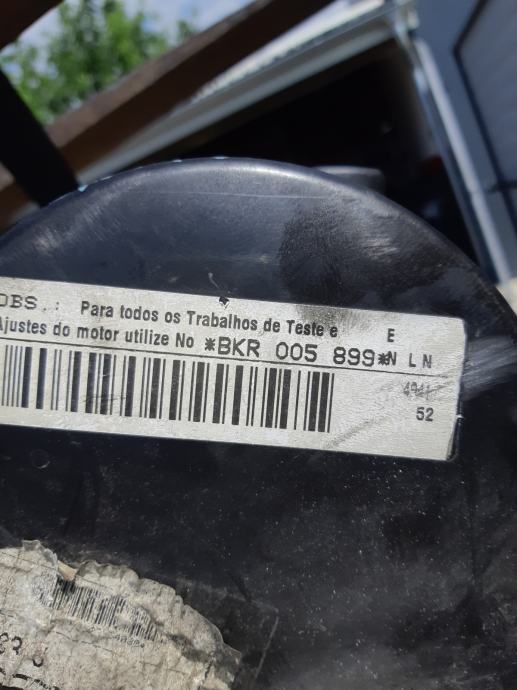 OBS.: Para todos os Trabalhos de Teste e
Ajustes do motor utilize No *BKR 005 899*
E
N L N
52